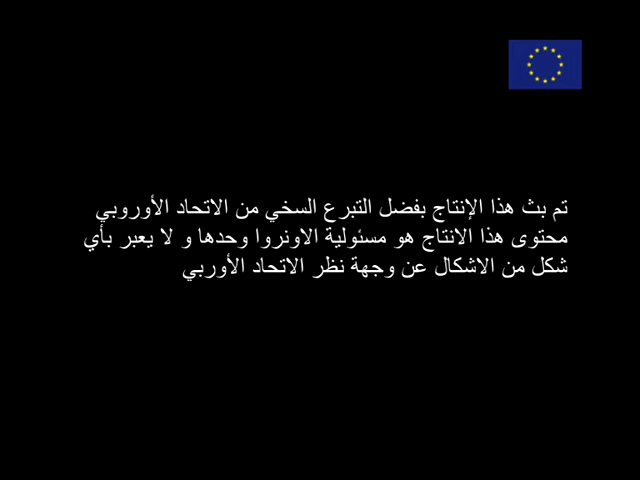 تم بث هذا الإنتاج بفضل التبرع السخي من الاتحاد الأوروبي
محتوى هذا الانتاج هو مسئولية الاونروا وحدها و لا يعبر بأي
شكل من الاشكال عن وجهة نظر الاتحاد الأوربي